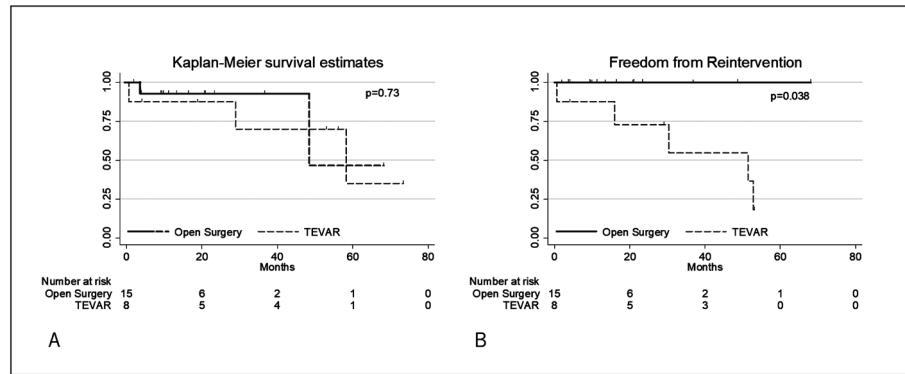 Kaplan-Meier survival estimates
p=0.73
1.00
0.75
0.50
0.25
0.00
Open Surgery TEVAR
0 20 40 60 80
Months
Number at risk
Open Surgery 15 6 2 1 0
TEVAR 8 5 4 1 0
A
Freedom from Reintervention
p=0.038
1.00
0.75
0.50
0.25
0.00
Open Surgery TEVAR
0 20 40 60 80
Months
Number at risk
Open Surgery 15 6 2 1 0
TEVAR 8 5 3 0 0
B